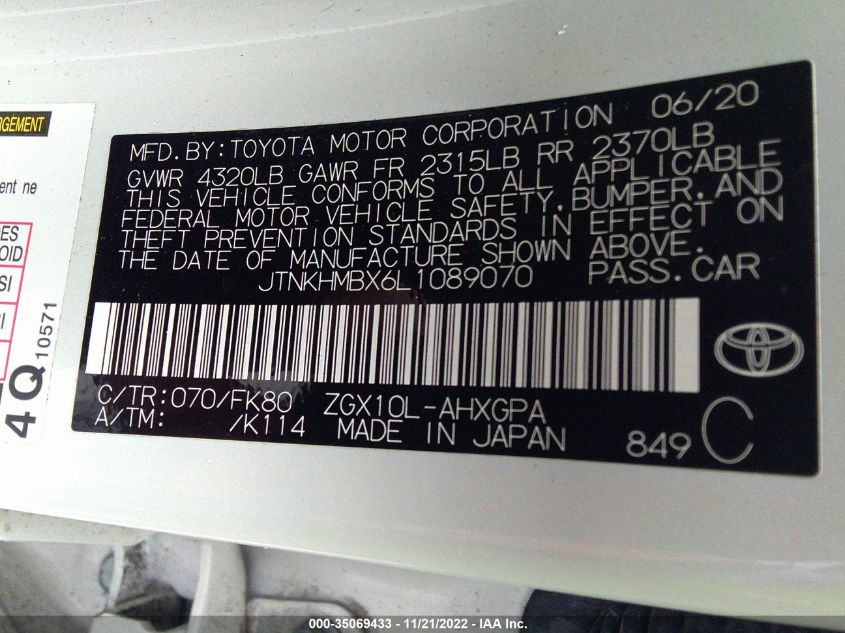 MFD.BY:TOYOTA MOTOR CORPORATION 06/20
GVWR 4320LB GAWR FR 2315LB RR 2370LB
THIS VEHICLE CONFORMS TO ALL APPLICABLE
FEDERAL MOTOR VEHICLE SAFETY,BUMPER,AND
THEFT PREVENTION STANDARDS IN EFFECT ON
THE DATE OF MANUFACTURE SHOWN ABOVE.
JTNKHMBX6L1089070 PASS.CAR
C/TR:070/FK80 ZGX10L-AHXGPA
A/TM: /K114 MADE IN JAPAN 849 C
ent ne
4Q10571
000-35069433 - 11/21/2022 - IAA Inc.